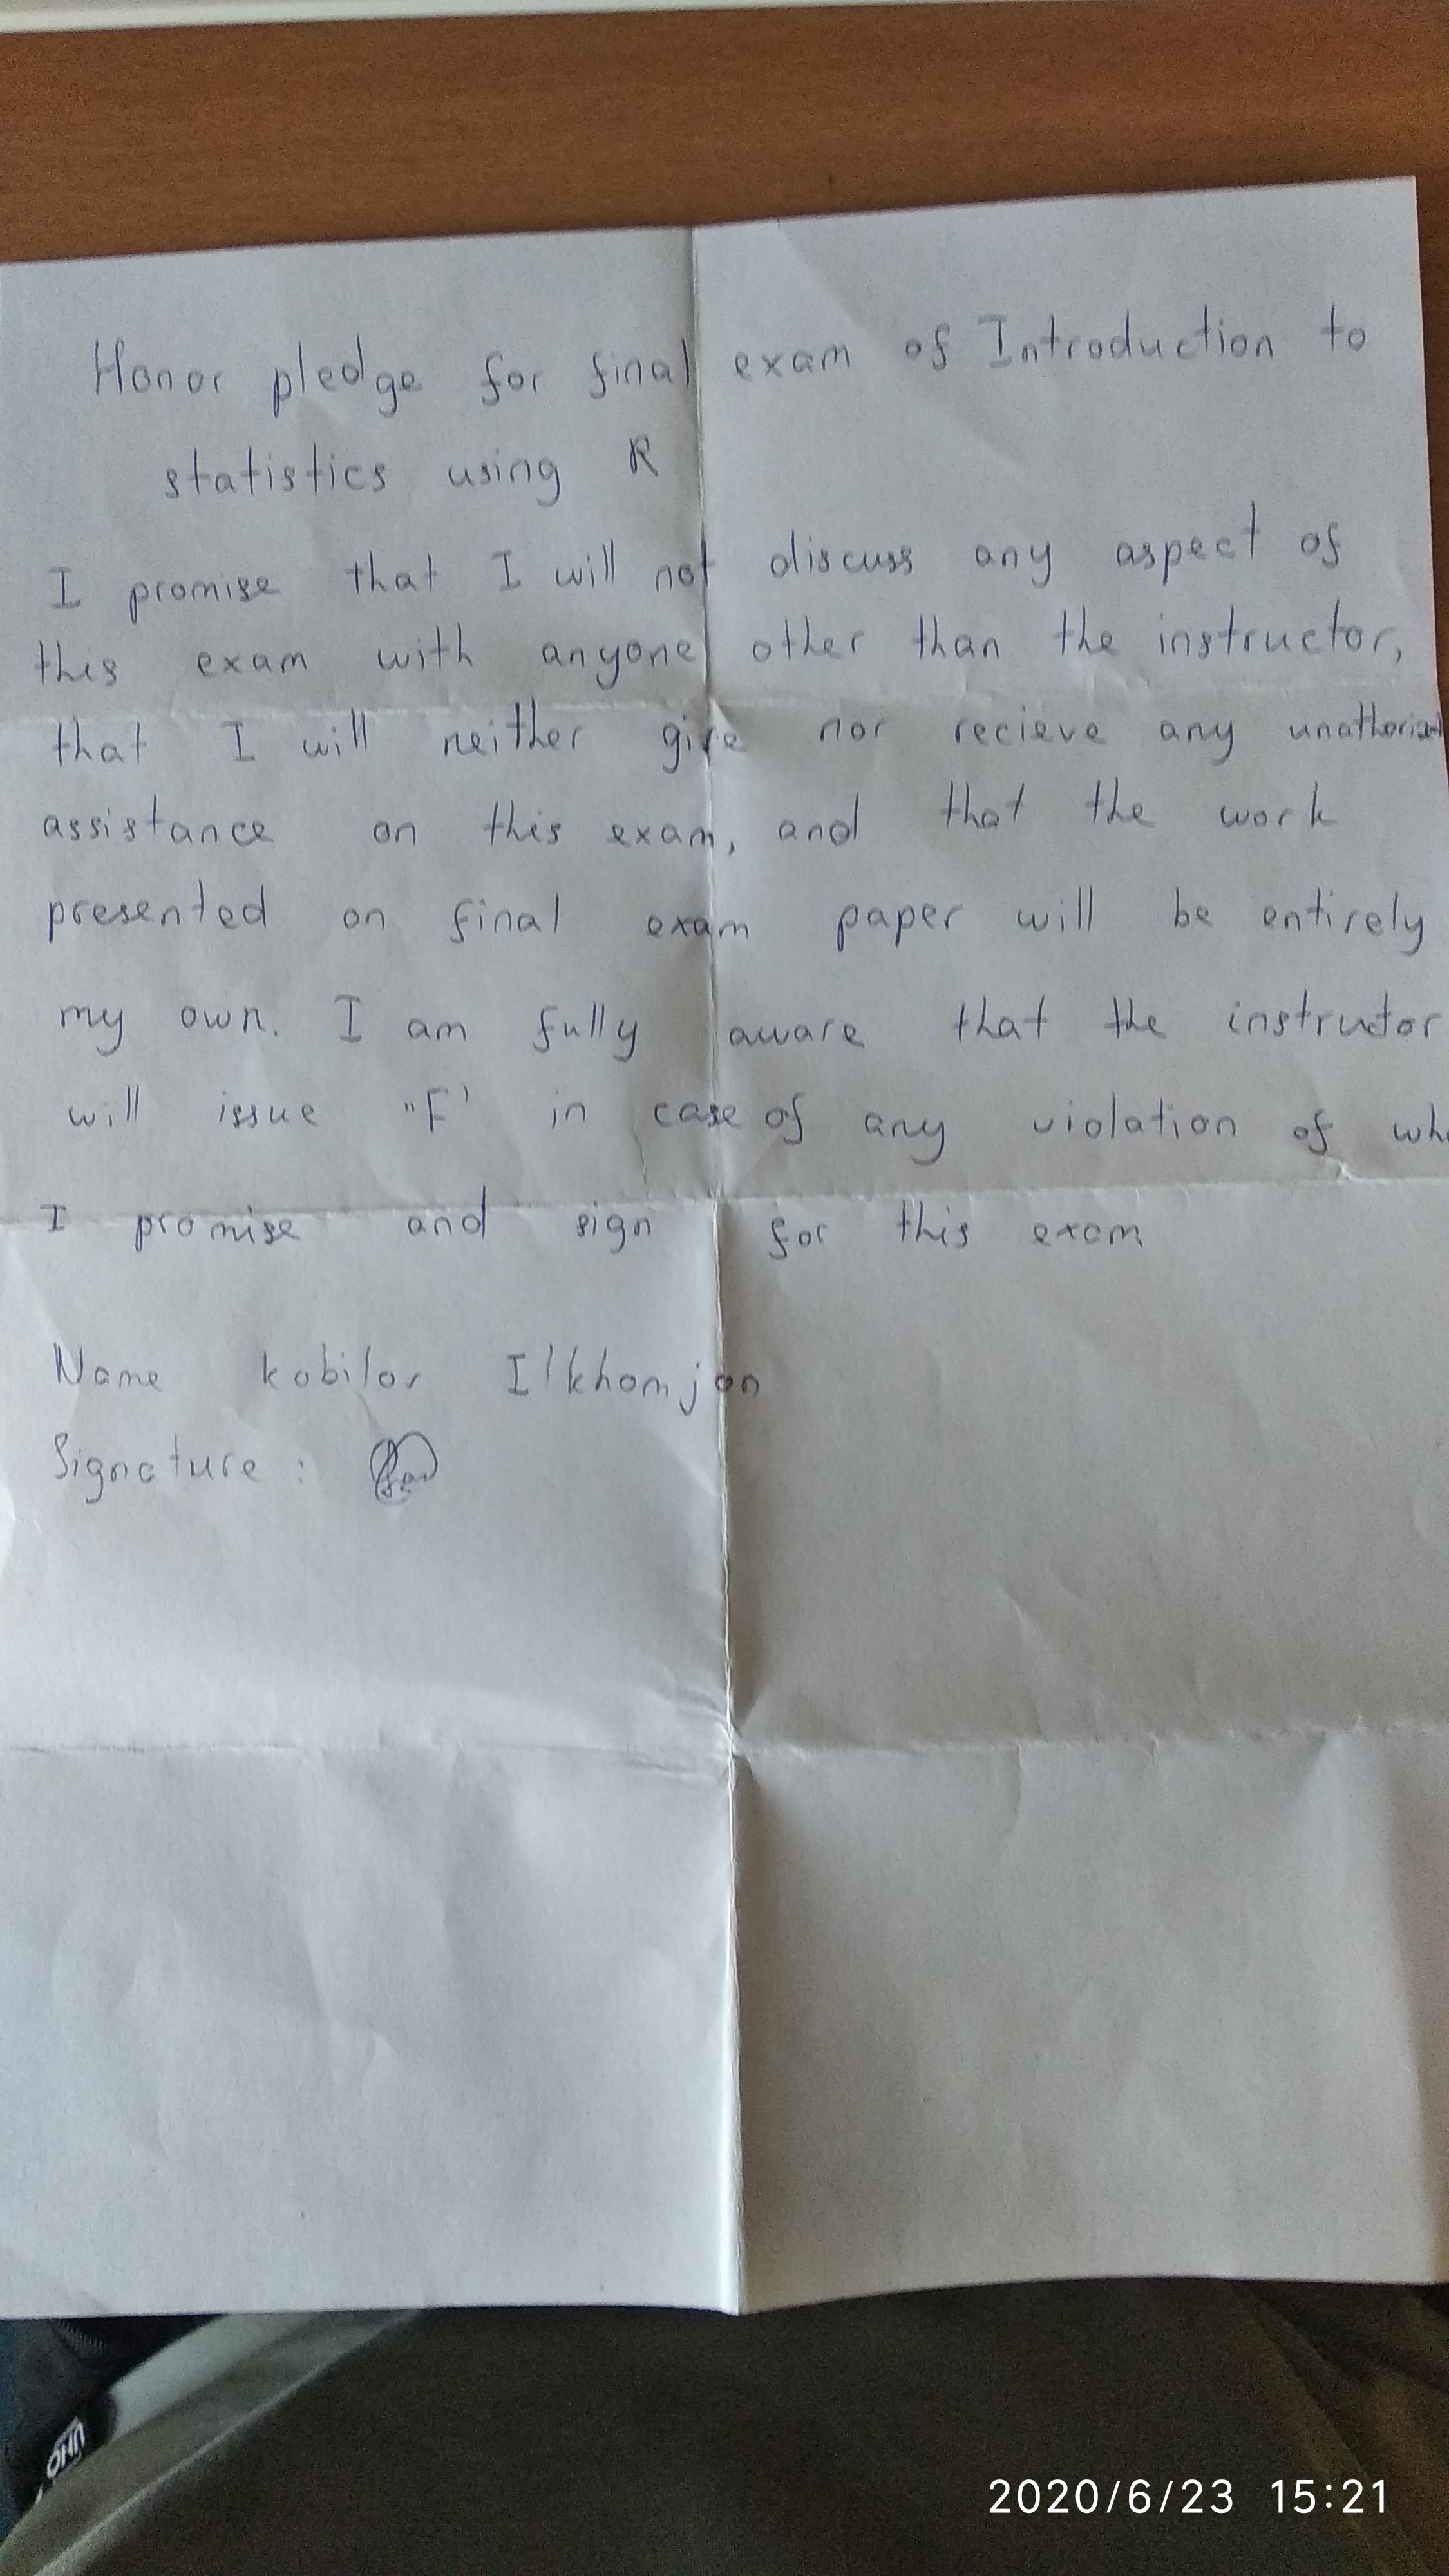 Honor pledge for final exam of Introduction to
statistics using R
I promise that I will not discuss any aspect of
this exam with anyone other than the instructor,
that I will neither give nor recieve any
assistance on this exam, and that the work
presented on final exam paper will be entirely
my own. I am fully aware that the instructor
will issue "F' in case of any violation of
I promise and sign for this exam
Name kobilov Ilkhomjon
Signature :
2020/6/23 15:21